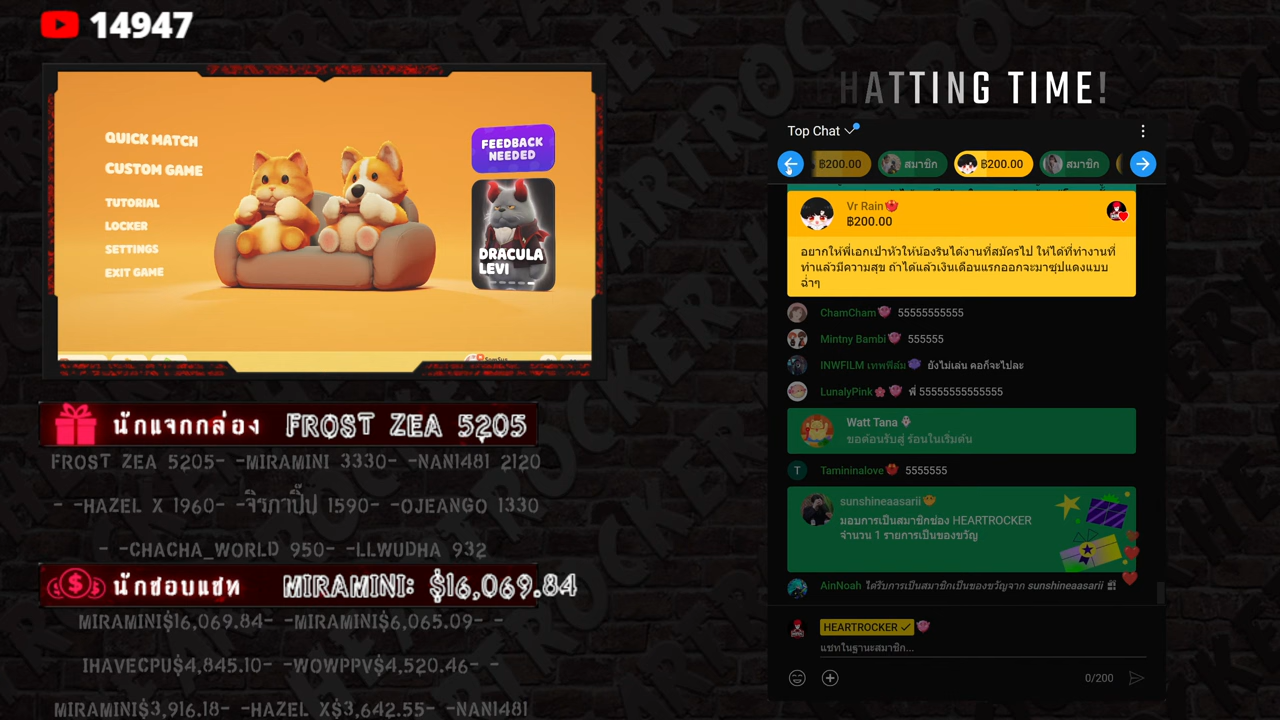 14947
HATTING TIME!
QUICK MATCH
CUSTOM GAME
TUTORIAL
LOCKER
SETTINGS
EXIT GAME
FEEDBACK
NEEDED
DRACULA
LEVI
นักแจกกล่อง FROST ZEA 5205
FROST ZEA 5205- -MIRAMINI 3330- -NAN1481 2120
- -HAZEL X 1960- -จิรภาปิ๊ป 1590- -OJEANGO 1330
- -CHACHA_WORLD 950- -LLWUDHA 932
นักชอบแชท MIRAMINI: $16,069.84
MIRAMINI$16,069.84- -MIRAMINI$6,065.09- -
IHAVECPU$4,845.10- -WOWPPV$4,520.46- -
MIRAMINI$3,916.18- -HAZEL X$3,642.55- -NAN1481
Top Chat
฿200.00 สมาชิก ฿200.00 สมาชิก
Vr Rain
฿200.00
อยากให้พี่เอกเป่าหัวให้น้องรินได้งานที่สมัครไป ให้ได้ที่ทำงานที่
ทำแล้วมีความสุข ถ้าได้แล้วเงินเดือนแรกออกจะมาซุปแดงแบบ
ฉ่ำๆ
ChamCham 55555555555
Mintny Bambi 555555
INWFILM เทพฟิล์ม ยังไม่เล่น คอก็จะไปละ
LunalyPink พี่ 55555555555555
Watt Tana
ขอต้อนรับสู่ ร้อนในเริ่มต้น
T Tamininalove 5555555
sunshineaasarii
มอบการเป็นสมาชิกช่อง HEARTROCKER
จำนวน 1 รายการเป็นของขวัญ
AinNoah ได้รับการเป็นสมาชิกเป็นของขวัญจาก sunshineaasarii
HEARTROCKER
แชทในฐานะสมาชิก...
0/200